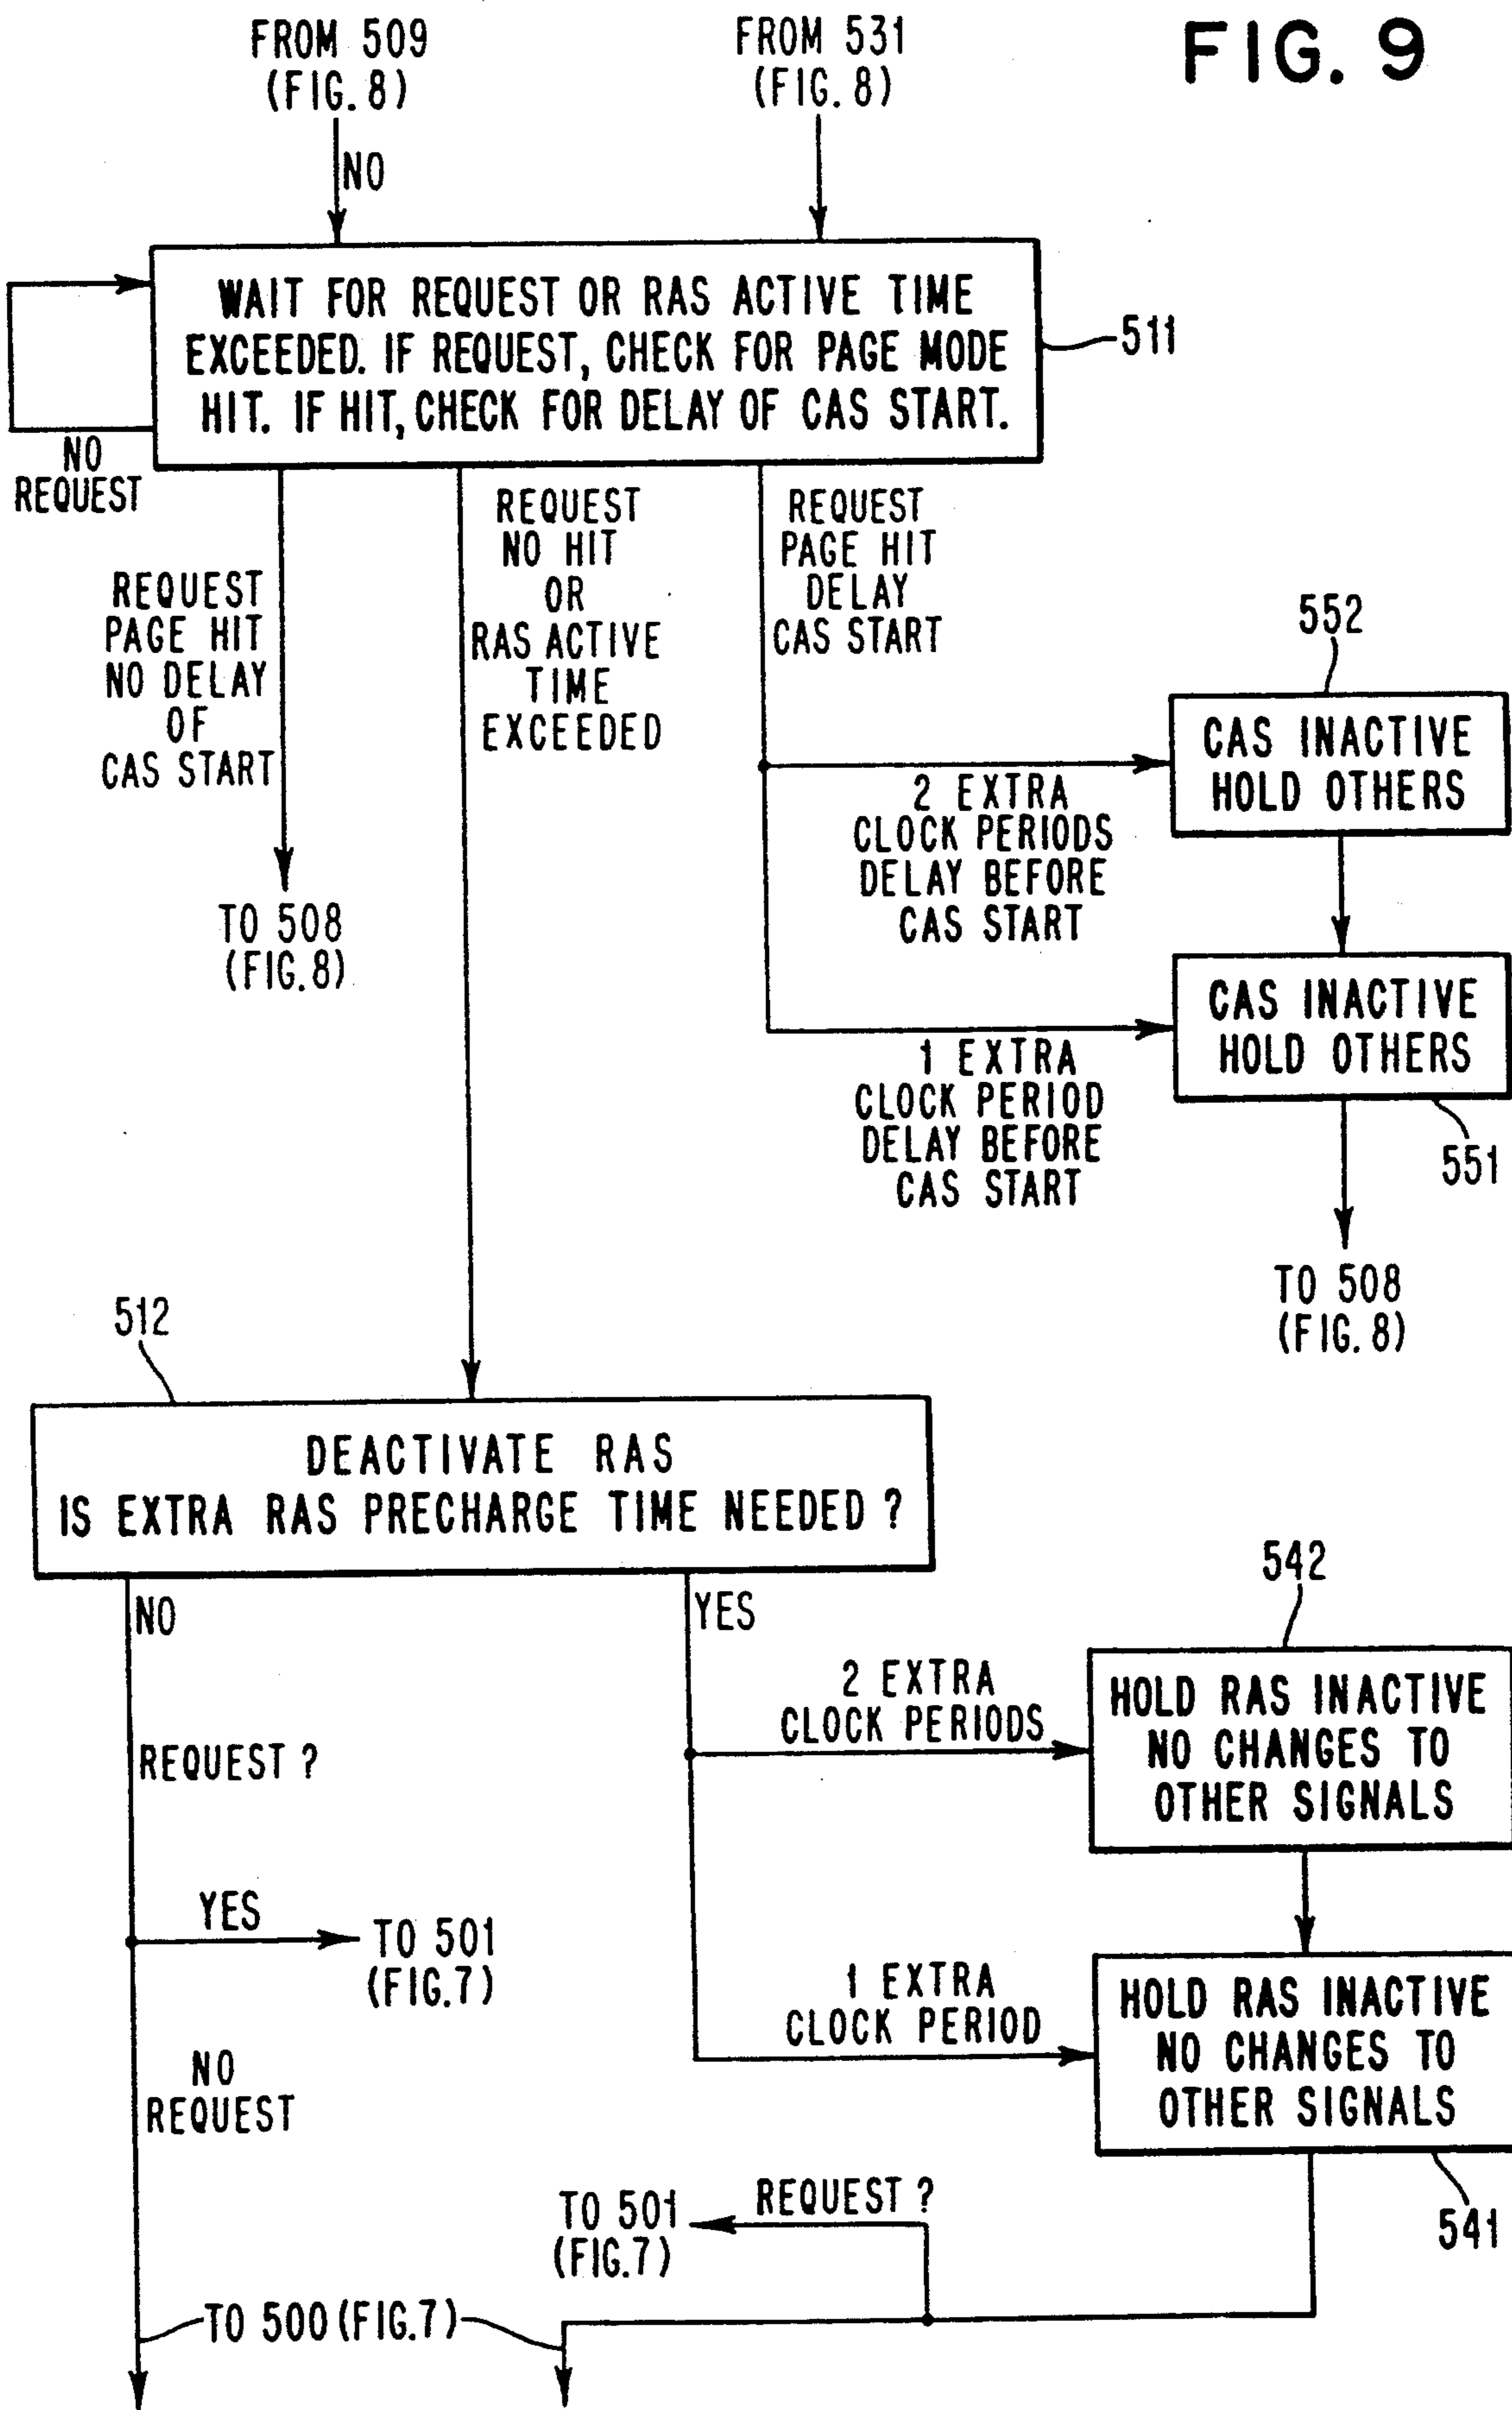 FIG. 9
FROM 509
(FIG. 8)
FROM 531
(FIG. 8)
NO
WAIT FOR REQUEST OR RAS ACTIVE TIME
EXCEEDED. IF REQUEST, CHECK FOR PAGE MODE
HIT. IF HIT, CHECK FOR DELAY OF CAS START.
511
NO
REQUEST
REQUEST
PAGE HIT
NO DELAY
OF
CAS START
TO 508
(FIG. 8)
REQUEST
NO HIT
OR
RAS ACTIVE
TIME
EXCEEDED
REQUEST
PAGE HIT
DELAY
CAS START
552
CAS INACTIVE
HOLD OTHERS
2 EXTRA
CLOCK PERIODS
DELAY BEFORE
CAS START
CAS INACTIVE
HOLD OTHERS
551
1 EXTRA
CLOCK PERIOD
DELAY BEFORE
CAS START
TO 508
(FIG. 8)
512
DEACTIVATE RAS
IS EXTRA RAS PRECHARGE TIME NEEDED ?
NO
YES
REQUEST ?
YES
TO 501
(FIG.7)
NO
REQUEST
542
2 EXTRA
CLOCK PERIODS
HOLD RAS INACTIVE
NO CHANGES TO
OTHER SIGNALS
1 EXTRA
CLOCK PERIOD
HOLD RAS INACTIVE
NO CHANGES TO
OTHER SIGNALS
541
REQUEST ?
TO 501
(FIG.7)
TO 500 (FIG.7)